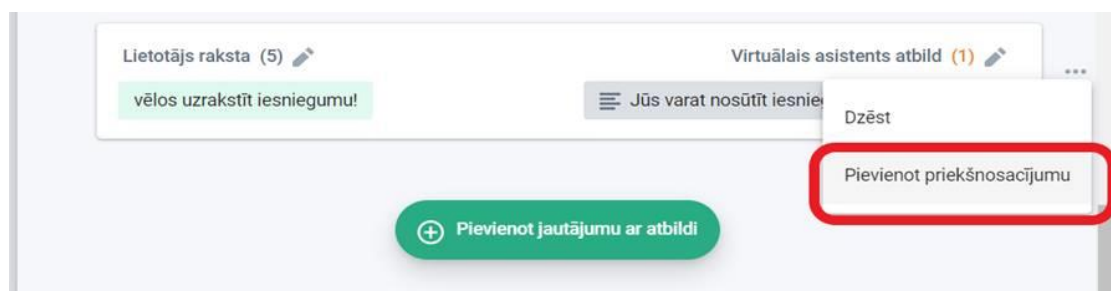 Lietotājs raksta (5)
Virtuālais asistents atbild (1)
vēlos uzrakstīt iesniegumu!
Jūs varat nosūtīt iesnie
Dzēst
Pievienot priekšnosacījumu
Pievienot jautājumu ar atbildi